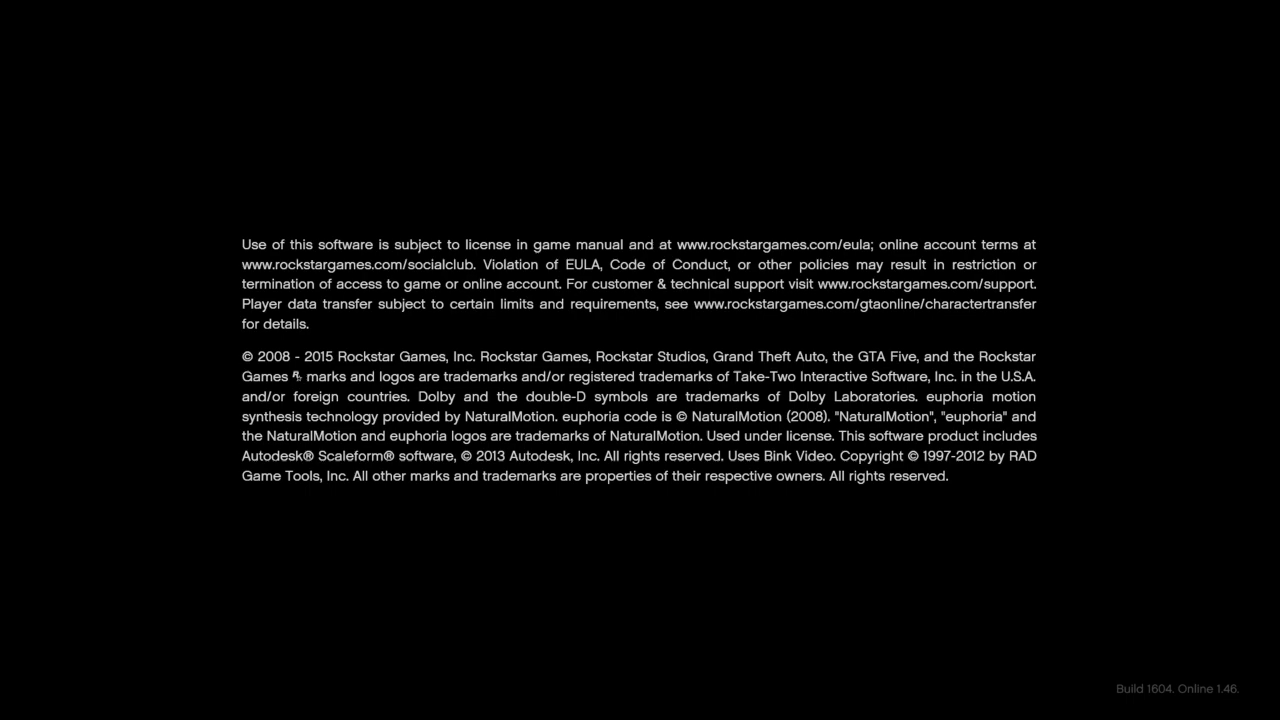 Use of this software is subject to license in game manual and at www.rockstargames.com/eula; online account terms at
www.rockstargames.com/socialclub. Violation of EULA, Code of Conduct, or other policies may result in restriction or
termination of access to game or online account. For customer & technical support visit www.rockstargames.com/support.
Player data transfer subject to certain limits and requirements, see www.rockstargames.com/gtaonline/charactertransfer
for details.
© 2008 - 2015 Rockstar Games, Inc. Rockstar Games, Rockstar Studios, Grand Theft Auto, the GTA Five, and the Rockstar
Games R* marks and logos are trademarks and/or registered trademarks of Take-Two Interactive Software, Inc. in the U.S.A.
and/or foreign countries. Dolby and the double-D symbols are trademarks of Dolby Laboratories. euphoria motion
synthesis technology provided by NaturalMotion. euphoria code is © NaturalMotion (2008). "NaturalMotion", "euphoria" and
the NaturalMotion and euphoria logos are trademarks of NaturalMotion. Used under license. This software product includes
Autodesk® Scaleform® software, © 2013 Autodesk, Inc. All rights reserved. Uses Bink Video. Copyright © 1997-2012 by RAD
Game Tools, Inc. All other marks and trademarks are properties of their respective owners. All rights reserved.
Build 1604. Online 1.46.